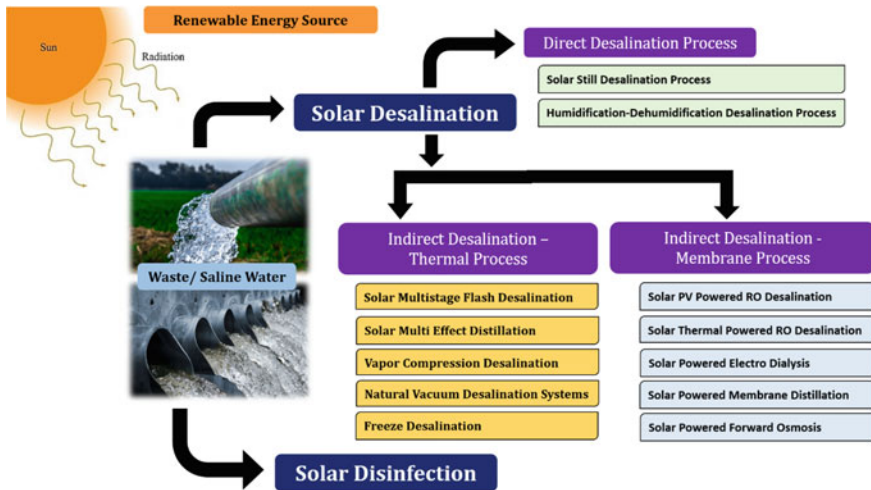 Renewable Energy Source
Sun
Radiation
Direct Desalination Process
Solar Still Desalination Process
Humidification-Dehumidification Desalination Process
Solar Desalination
Waste/ Saline Water
Indirect Desalination –
Thermal Process
Solar Multistage Flash Desalination
Solar Multi Effect Distillation
Vapor Compression Desalination
Natural Vacuum Desalination Systems
Freeze Desalination
Indirect Desalination -
Membrane Process
Solar PV Powered RO Desalination
Solar Thermal Powered RO Desalination
Solar Powered Electro Dialysis
Solar Powered Membrane Distillation
Solar Powered Forward Osmosis
Solar Disinfection